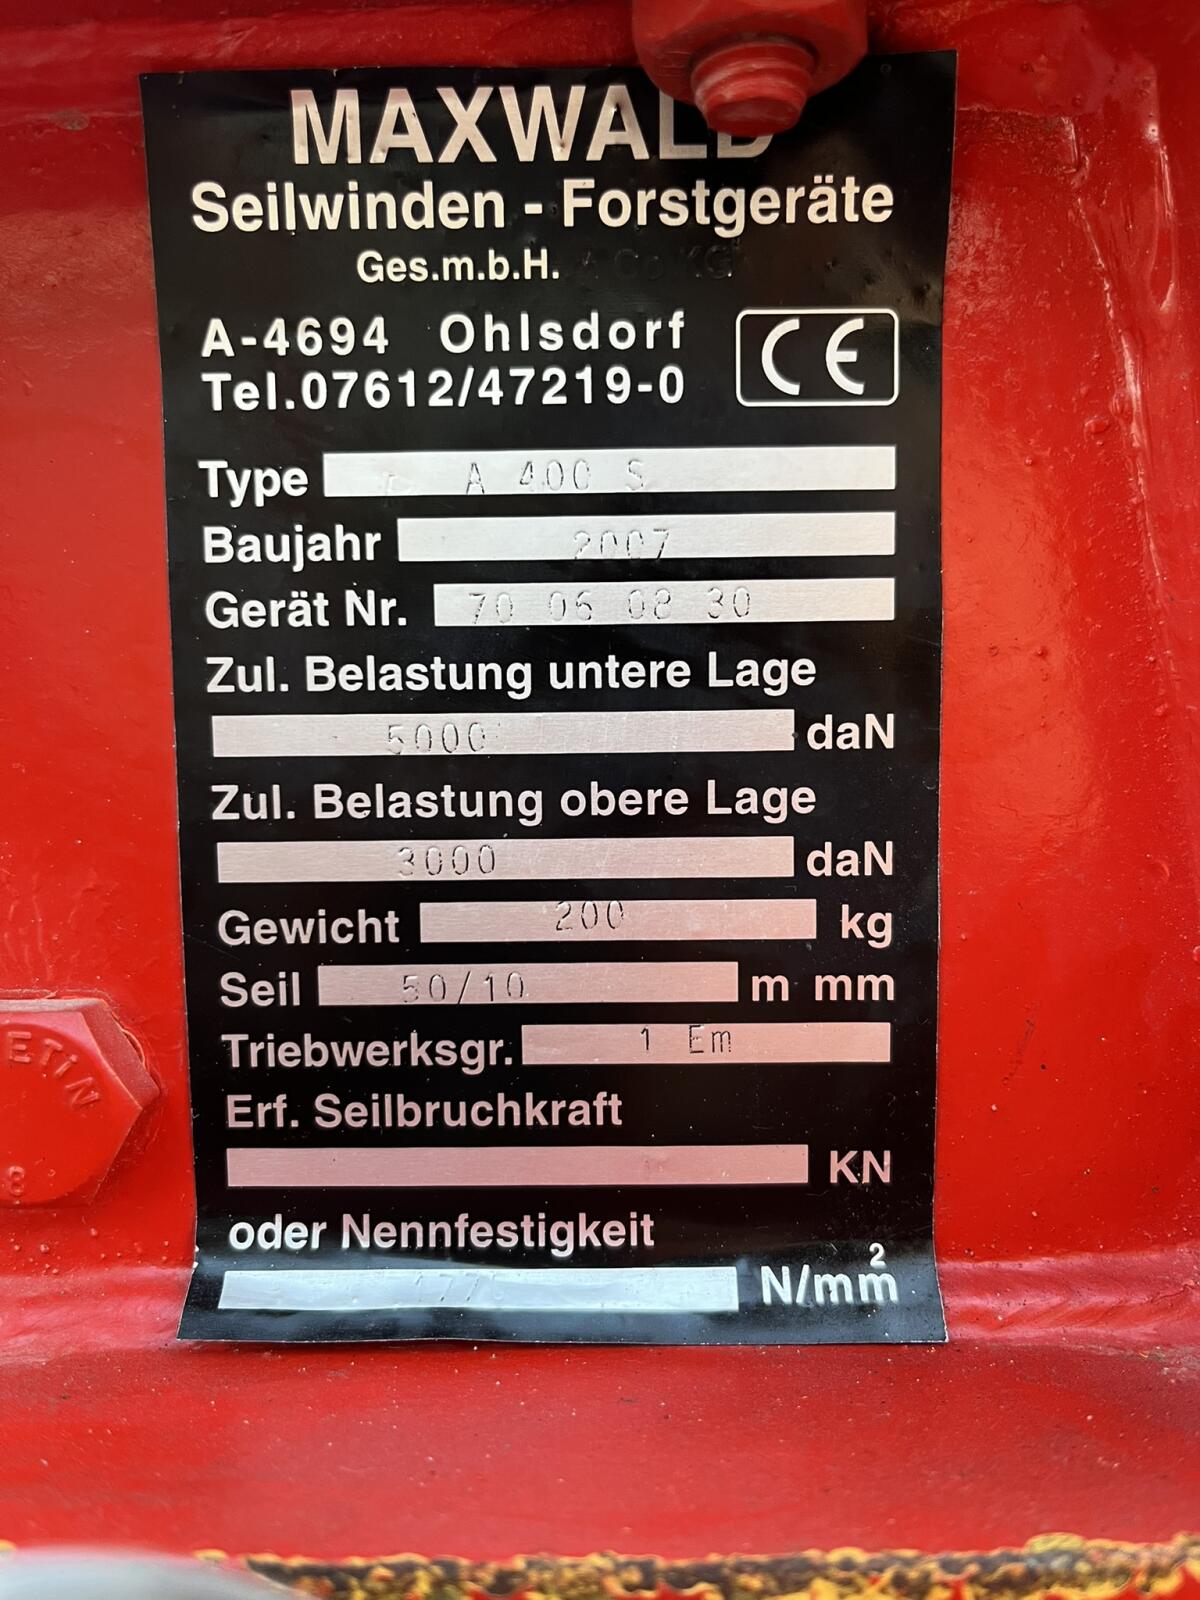 MAXWALD
Seilwinden - Forstgeräte
Ges.m.b.H.
A-4694 Ohlsdorf
Tel.07612/47219-0
CE
Type A 400 S
Baujahr 2007
Gerät Nr. 70 06 08 30
Zul. Belastung untere Lage
5000 daN
Zul. Belastung obere Lage
3000 daN
Gewicht 200 kg
Seil 50/10 m mm
Triebwerksgr. 1 Em
Erf. Seilbruchkraft
KN
oder Nennfestigkeit
N/mm²
8